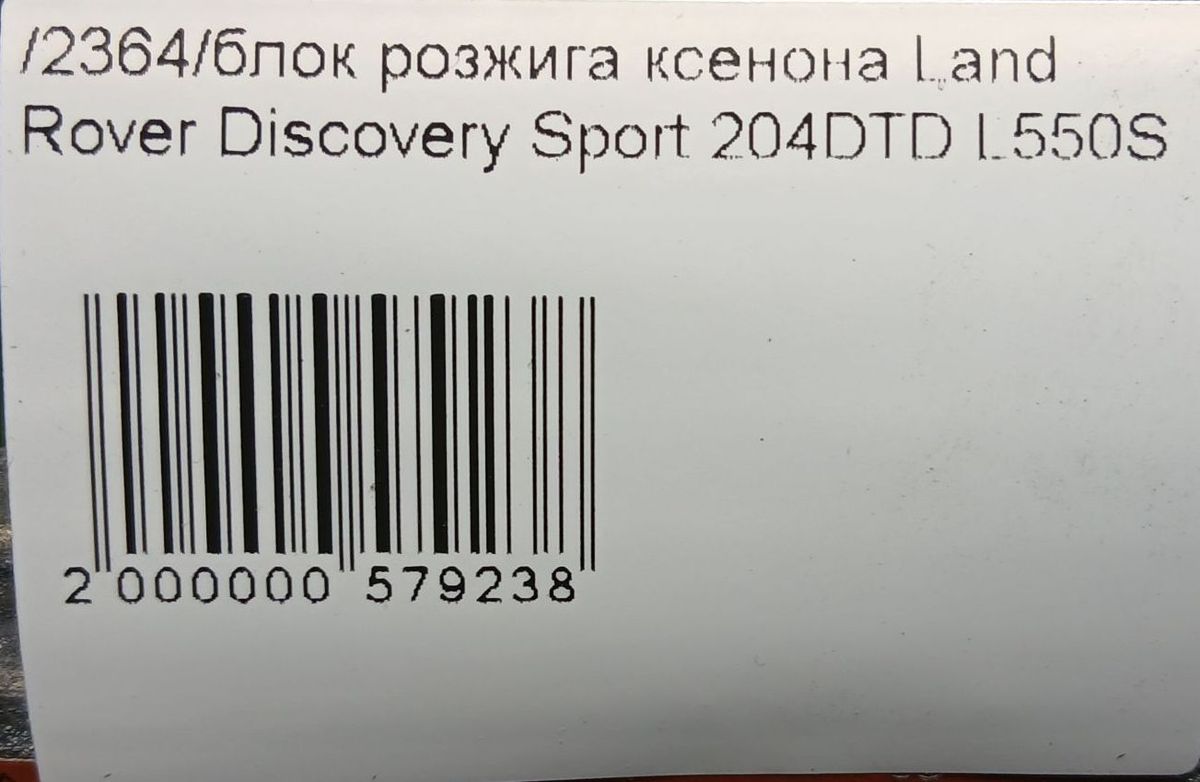 /2364/блок розжига ксенона Land
Rover Discovery Sport 204DTD L550S
2 000000 579238